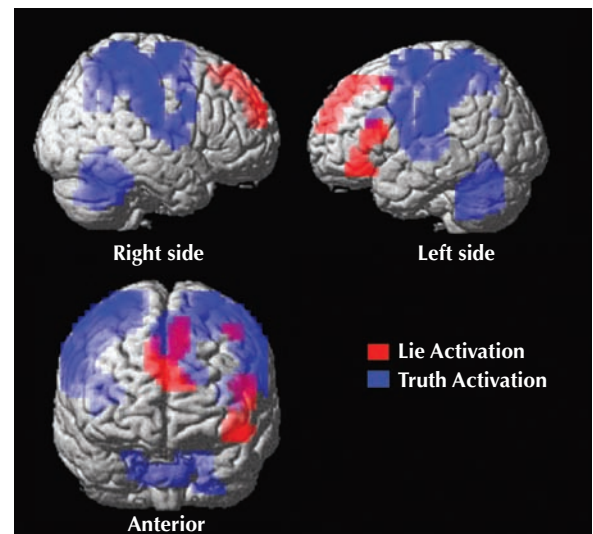 Right side
Left side
Lie Activation
Truth Activation
Anterior